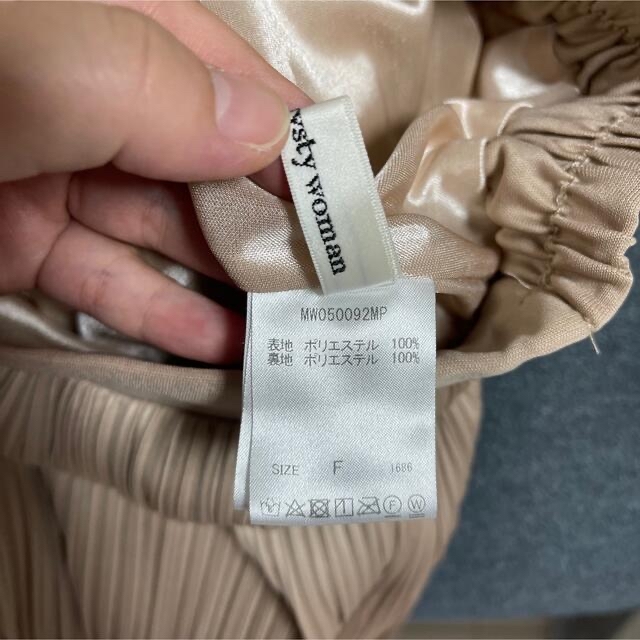 wsty woman
MW050092MP
表地 ポリエステル 100%
裏地 ポリエステル 100%
SIZE F 1686